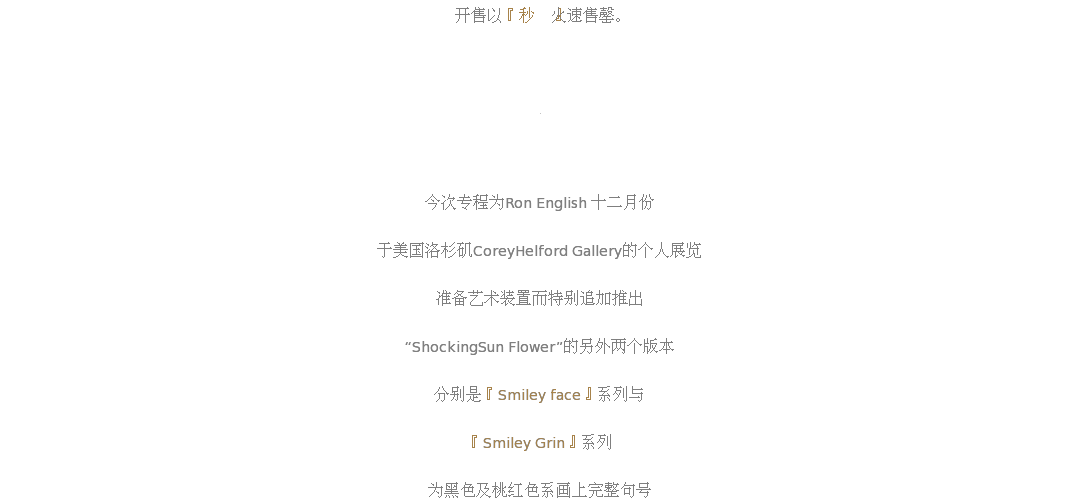 开售以『秒 』火速售罄。
今次专程为Ron English 十二月份
于美国洛杉矶CoreyHelford Gallery的个人展览
准备艺术装置而特别追加推出
”ShockingSun Flower”的另外两个版本
分别是『 Smiley face 』系列与
『 Smiley Grin 』系列
为黑色及桃红色系画上完整句号